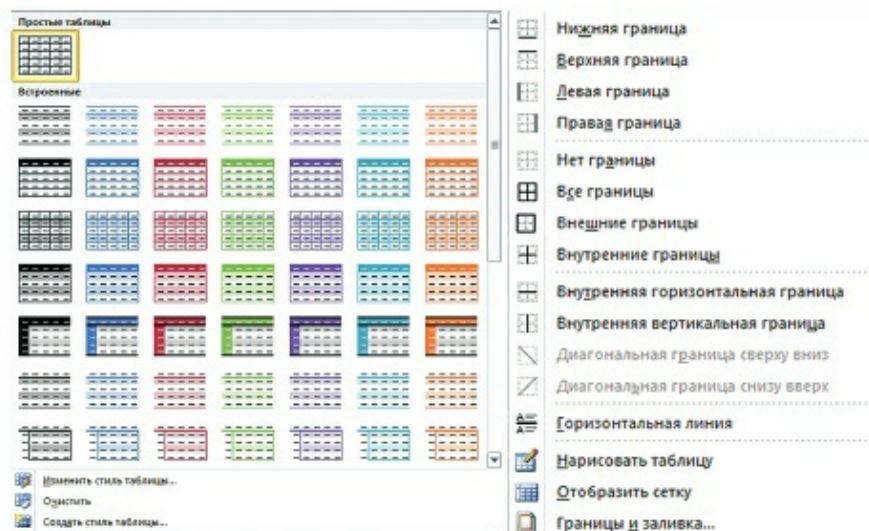 Простые таблицы
Встроенные
Изменить стиль таблицы...
Очистить
Создать стиль таблицы...
Нижняя граница
Верхняя граница
Левая граница
Правая граница
Нет границы
Все границы
Внешние границы
Внутренние границы
Внутренняя горизонтальная граница
Внутренняя вертикальная граница
Диагональная граница сверху вниз
Диагональная граница снизу вверх
Горизонтальная линия
Нарисовать таблицу
Отобразить сетку
Границы и заливка...